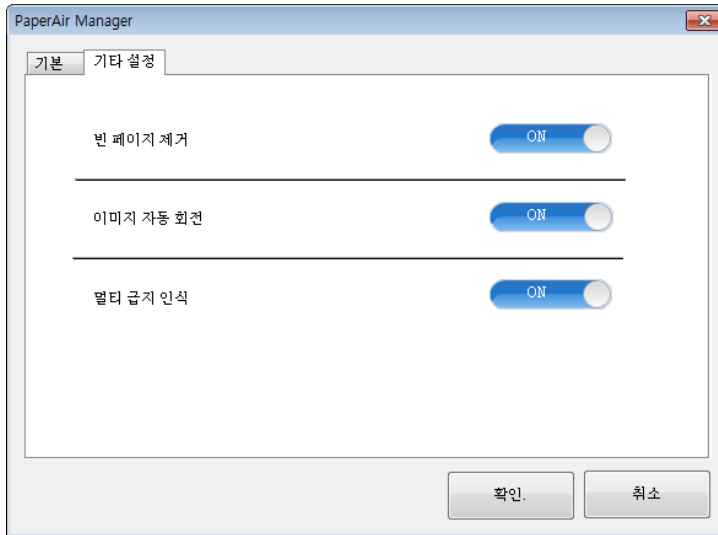 PaperAir Manager
기본 기타 설정
빈 페이지 제거 ON
이미지 자동 회전 ON
멀티 급지 인식 ON
확인. 취소